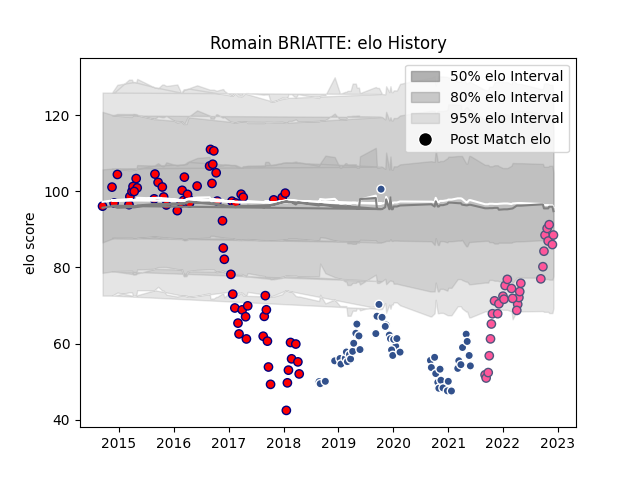 Romain BRIATTE: elo History
50% elo Interval
80% elo Interval
95% elo Interval
Post Match elo
elo score
120
100
80
60
40
2015 2016 2017 2018 2019 2020 2021 2022 2023